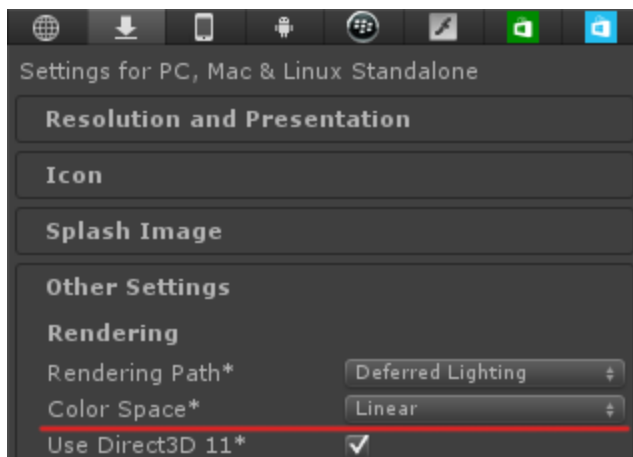 Settings for PC, Mac & Linux Standalone
Resolution and Presentation
Icon
Splash Image
Other Settings
Rendering
Rendering Path* Deferred Lighting
Color Space* Linear
Use Direct3D 11*